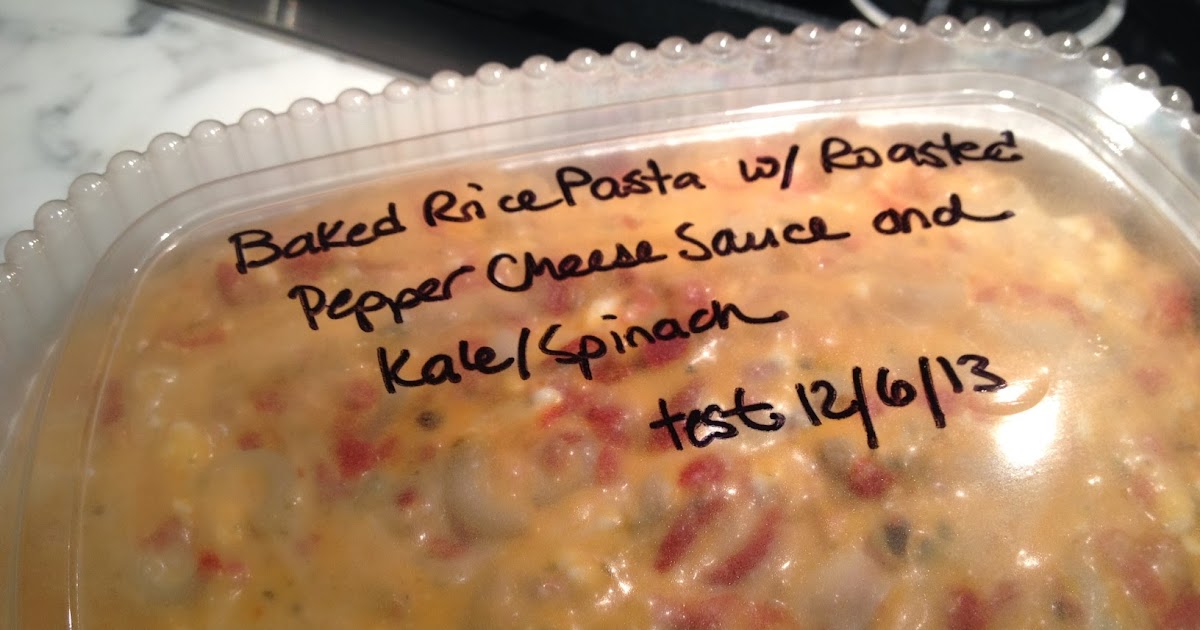 Baked Rice Pasta w/ Roasted
Pepper Cheese Sauce and
Kale/Spinach
test 12/6/13